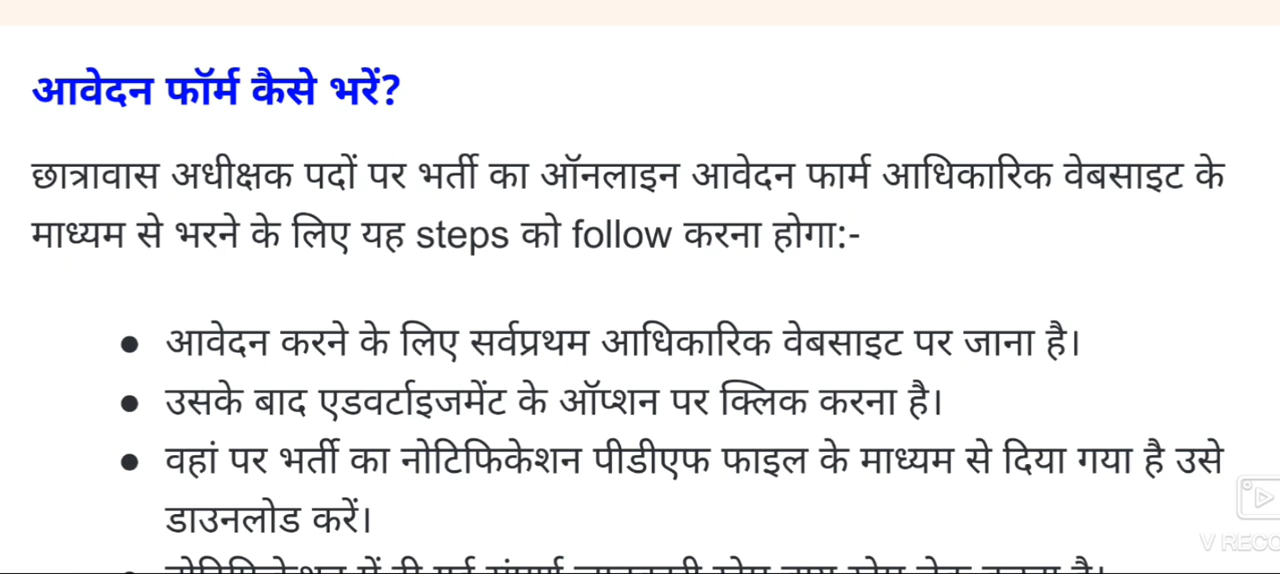 आवेदन फॉर्म कैसे भरें?
छात्रावास अधीक्षक पदों पर भर्ती का ऑनलाइन आवेदन फार्म आधिकारिक वेबसाइट के
माध्यम से भरने के लिए यह steps को follow करना होगा:-
● आवेदन करने के लिए सर्वप्रथम आधिकारिक वेबसाइट पर जाना है।
● उसके बाद एडवर्टाइजमेंट के ऑप्शन पर क्लिक करना है।
● वहां पर भर्ती का नोटिफिकेशन पीडीएफ फाइल के माध्यम से दिया गया है उसे
डाउनलोड करें।
V RECO